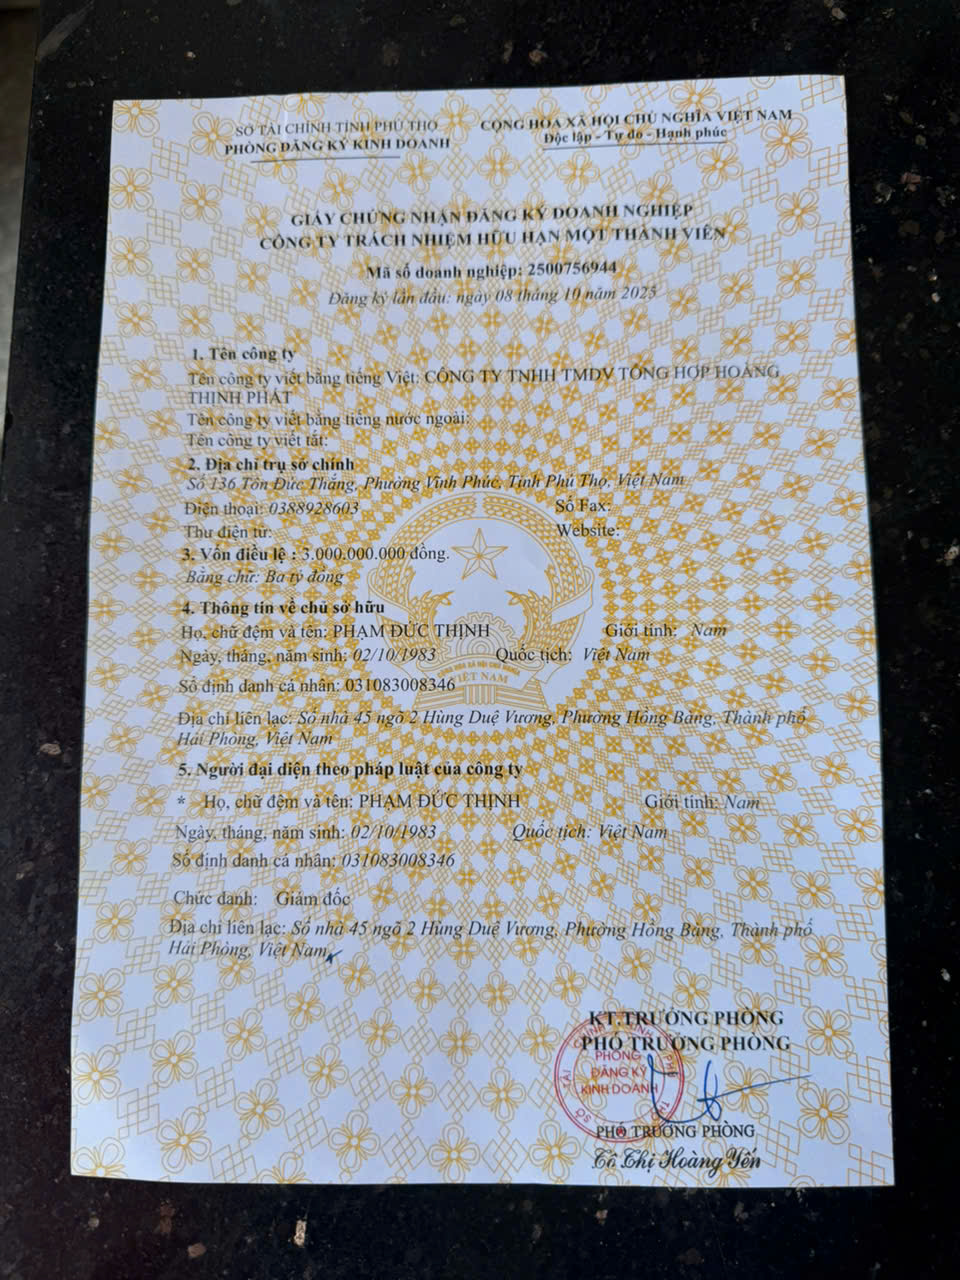 SỞ TÀI CHÍNH TỈNH PHÚ THỌ
PHÒNG ĐĂNG KÝ KINH DOANH
CỘNG HÒA XÃ HỘI CHỦ NGHĨA VIỆT NAM
Độc lập - Tự do - Hạnh phúc
GIẤY CHỨNG NHẬN ĐĂNG KÝ DOANH NGHIỆP
CÔNG TY TRÁCH NHIỆM HỮU HẠN MỘT THÀNH VIÊN
Mã số doanh nghiệp: 2500756944
Đăng ký lần đầu: ngày 08 tháng 10 năm 2025
1. Tên công ty
Tên công ty viết bằng tiếng Việt: CÔNG TY TNHH TMDV TỔNG HỢP HOÀNG
THỊNH PHÁT
Tên công ty viết bằng tiếng nước ngoài:
Tên công ty viết tắt:
2. Địa chỉ trụ sở chính
Số 136 Tôn Đức Thắng, Phường Vĩnh Phúc, Tỉnh Phú Thọ, Việt Nam
Điện thoại: 0388928603 Số Fax:
Thư điện tử: Website:
3. Vốn điều lệ : 3.000.000.000 đồng.
Bằng chữ: Ba tỷ đồng
4. Thông tin về chủ sở hữu
Họ, chữ đệm và tên: PHẠM ĐỨC THỊNH Giới tính: Nam
Ngày, tháng, năm sinh: 02/10/1983 Quốc tịch: Việt Nam
Số định danh cá nhân: 031083008346
Địa chỉ liên lạc: Số nhà 45 ngõ 2 Hùng Duệ Vương, Phường Hồng Bàng, Thành phố
Hải Phòng, Việt Nam
5. Người đại diện theo pháp luật của công ty
* Họ, chữ đệm và tên: PHẠM ĐỨC THỊNH Giới tính: Nam
Ngày, tháng, năm sinh: 02/10/1983 Quốc tịch: Việt Nam
Số định danh cá nhân: 031083008346
Chức danh: Giám đốc
Địa chỉ liên lạc: Số nhà 45 ngõ 2 Hùng Duệ Vương, Phường Hồng Bàng, Thành phố
Hải Phòng, Việt Nam
KT.TRƯỞNG PHÒNG
PHÓ TRƯỞNG PHÒNG
SỞ TÀI CHÍNH TỈNH PHÚ THỌ
PHÒNG
ĐĂNG KÝ
KINH DOANH
PHÓ TRƯỞNG PHÒNG
Tô Thị Hoàng Yến